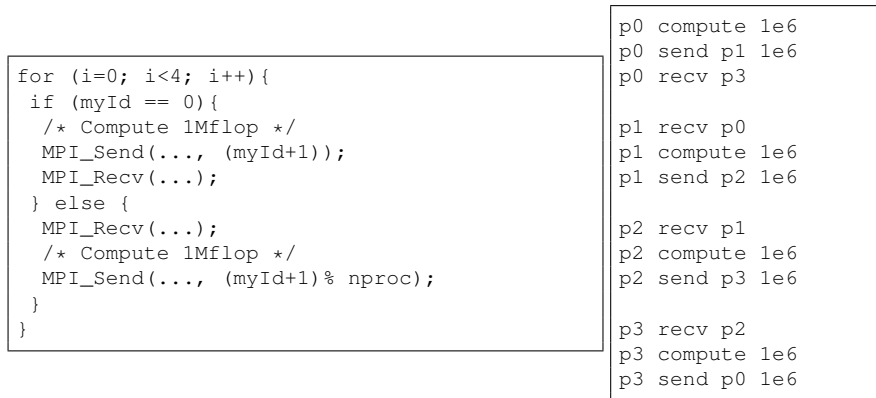 for (i=0; i<4; i++){
if (myId == 0){
/* Compute 1Mflop */
MPI_Send(..., (myId+1));
MPI_Recv(...);
} else {
MPI_Recv(...);
/* Compute 1Mflop */
MPI_Send(..., (myId+1)% nproc);
}
}
p0 compute 1e6
p0 send p1 1e6
p0 recv p3
p1 recv p0
p1 compute 1e6
p1 send p2 1e6
p2 recv p1
p2 compute 1e6
p2 send p3 1e6
p3 recv p2
p3 compute 1e6
p3 send p0 1e6